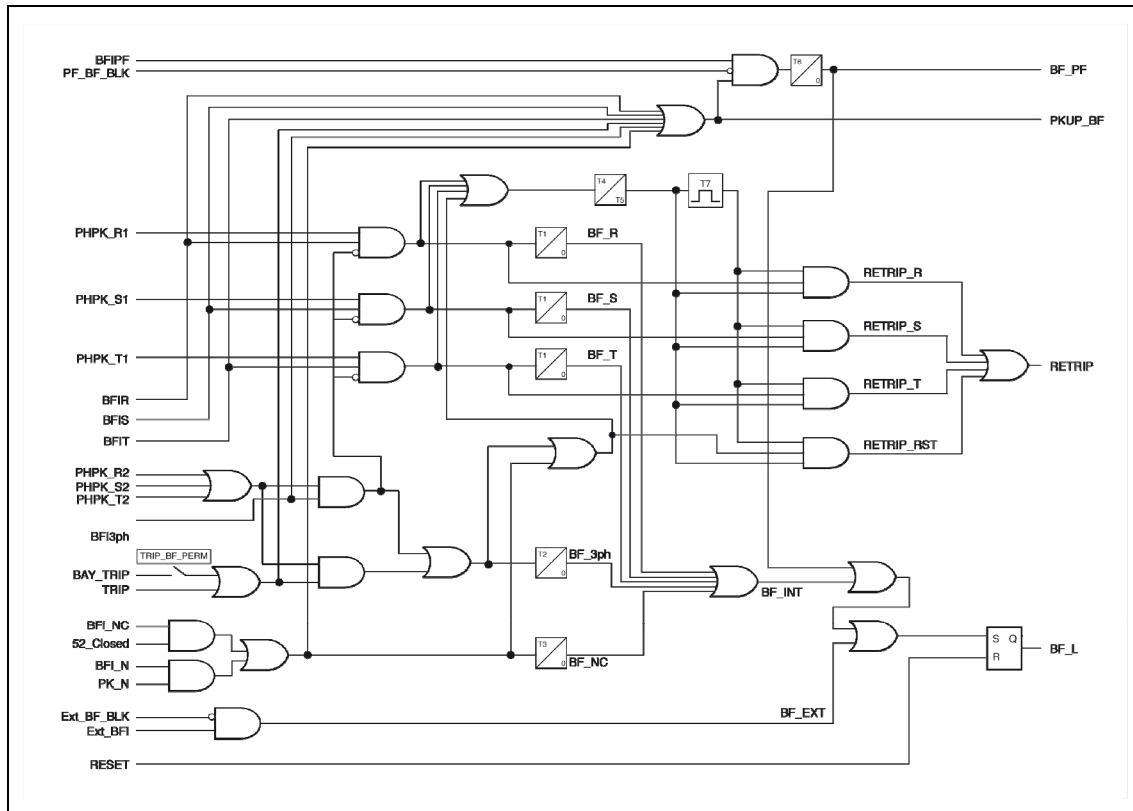 BFIPF
PF_BF_BLK
T6
0
BF_PF
PKUP_BF
T4
T5
T7
PHPK_R1
T1
0
BF_R
RETRIP_R
PHPK_S1
T1
0
BF_S
RETRIP_S
PHPK_T1
T1
0
BF_T
RETRIP
RETRIP_T
BFIR
BFIS
BFIT
RETRIP_RST
PHPK_R2
PHPK_S2
PHPK_T2
BFI3ph
TRIP_BF_PERM
BAY_TRIP
TRIP
T2
0
BF_3ph
BF_INT
BFI_NC
52_Closed
BFI_N
PK_N
T3
0
BF_NC
S Q
R
BF_L
Ext_BF_BLK
Ext_BFI
BF_EXT
RESET